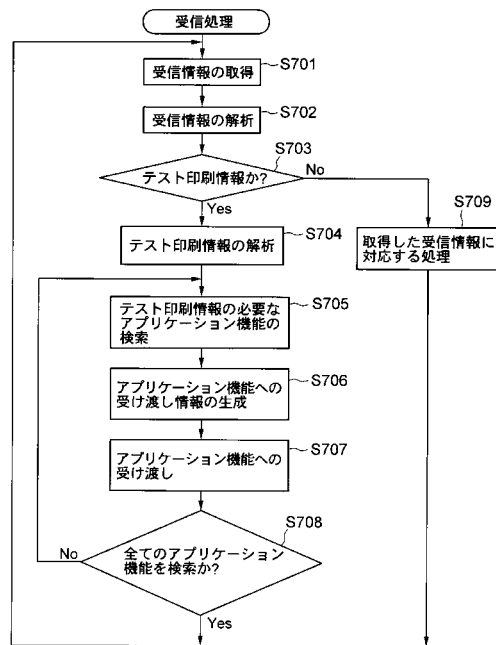 受信処理
受信情報の取得
S701
受信情報の解析
S702
テスト印刷情報か?
S703
No
Yes
テスト印刷情報の解析
S704
取得した受信情報に
対応する処理
S709
テスト印刷情報の必要な
アプリケーション機能の
検索
S705
アプリケーション機能への
受け渡し情報の生成
S706
アプリケーション機能への
受け渡し
S707
全てのアプリケーション
機能を検索か?
S708
No
Yes